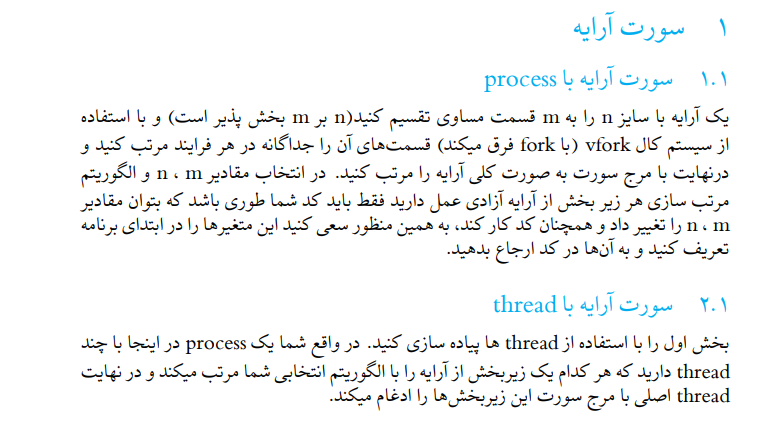 ۱ سورت آرایه
۱.۱ سورت آرایه با process
یک آرایه با سایز n را به m قسمت مساوی تقسیم کنید(n بر m بخش پذیر است) و با استفاده
از سیستم کال vfork (با fork فرق میکند) قسمت‌های آن را جداگانه در هر فرایند مرتب کنید و
درنهایت با مرج سورت به صورت کلی آرایه را مرتب کنید. در انتخاب مقادیر n ، m و الگوریتم
مرتب سازی هر زیر بخش از آرایه آزادی عمل دارید فقط باید کد شما طوری باشد که بتوان مقادیر
n ، m را تغییر داد و همچنان کد کار کند، به همین منظور سعی کنید این متغیرها را در ابتدای برنامه
تعریف کنید و به آن‌ها در کد ارجاع بدهید.
۲.۱ سورت آرایه با thread
بخش اول را با استفاده از thread ها پیاده سازی کنید. در واقع شما یک process در اینجا با چند
thread دارید که هر کدام یک زیربخش از آرایه را با الگوریتم انتخابی شما مرتب میکند و در نهایت
thread اصلی با مرج سورت این زیربخش‌ها را ادغام میکند.